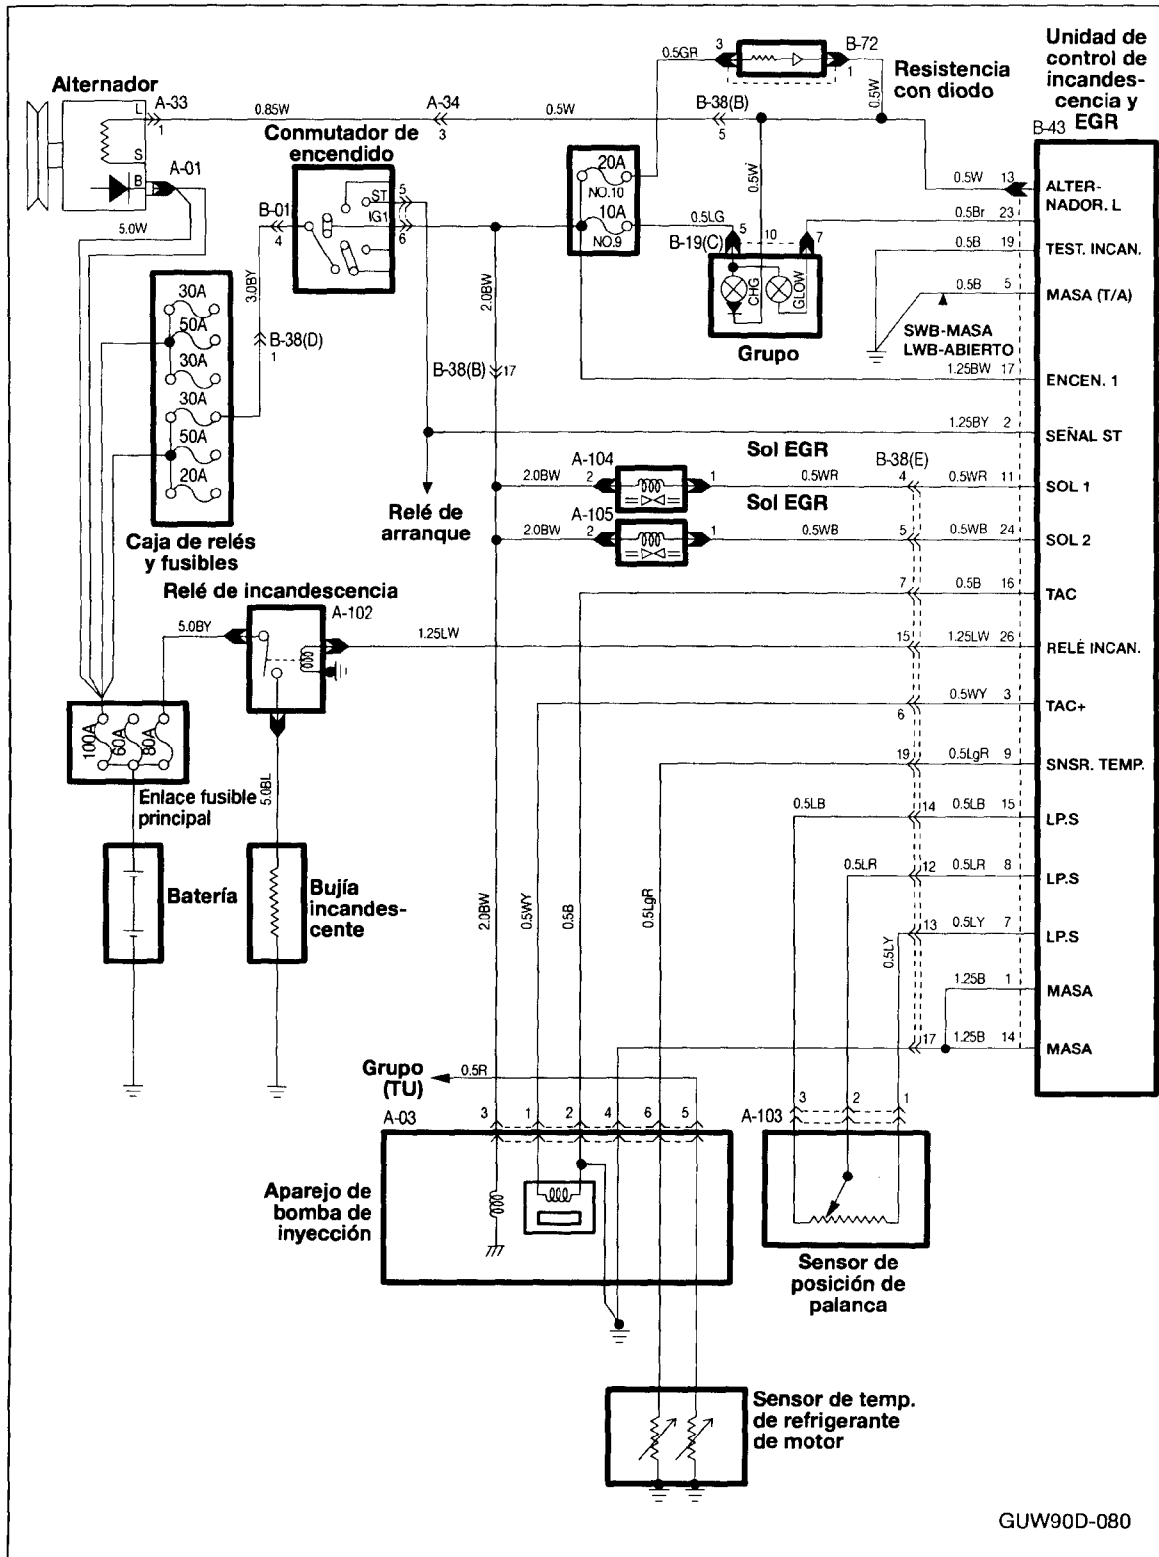 Unidad de
control de
incandes-
cencia y
EGR
B-43
0.5GR
3
B-72
1
0.5W
Resistencia
con diodo
Alternador
L
A-33
1
0.85W
A-34
3
0.5W
B-38(B)
5
S
B
A-01
5.0W
Conmutador de
encendido
B-01
4
ST
5
IG1
6
20A
NO.10
10A
NO.9
0.5LG
0.5W
B-19(C)
5
10
7
CHG
GLOW
Grupo
0.5W 13
ALTER-
NADOR. L
0.5Br 23
0.5B 19
TEST. INCAN.
0.5B 5
MASA (T/A)
SWB-MASA
LWB-ABIERTO
1.25BW 17
ENCEN. 1
30A
50A
30A
30A
50A
20A
3.0BY
B-38(D)
1
2.0BW
B-38(B)
17
Caja de relés
y fusibles
1.25BY 2
SEÑAL ST
Relé de
arranque
Sol EGR
A-104
2.0BW 2
1
0.5WR
B-38(E)
4
0.5WR 11
SOL 1
Sol EGR
A-105
2.0BW 2
1
0.5WB
5
0.5WB 24
SOL 2
7
0.5B 16
TAC
Relé de incandescencia
A-102
5.0BY
1.25LW
15
1.25LW 26
RELÉ INCAN.
0.5WY 3
6
TAC+
19
0.5LgR 9
SNSR. TEMP.
100A
60A
80A
Enlace fusible
principal
5.0BL
0.5LB
14
0.5LB 15
LP.S
0.5LR
12
0.5LR 8
LP.S
0.5LY
13
0.5LY 7
LP.S
Batería
Bujía
incandes-
cente
2.0BW
0.5WY
0.5B
0.5LgR
1.25B 1
MASA
17
1.25B 14
MASA
Grupo
(TU)
0.5R
A-03
3 1 2 4 6 5
A-103
3 2 1
Aparejo de
bomba de
inyección
Sensor de
posición de
palanca
Sensor de temp.
de refrigerante
de motor
GUW90D-080